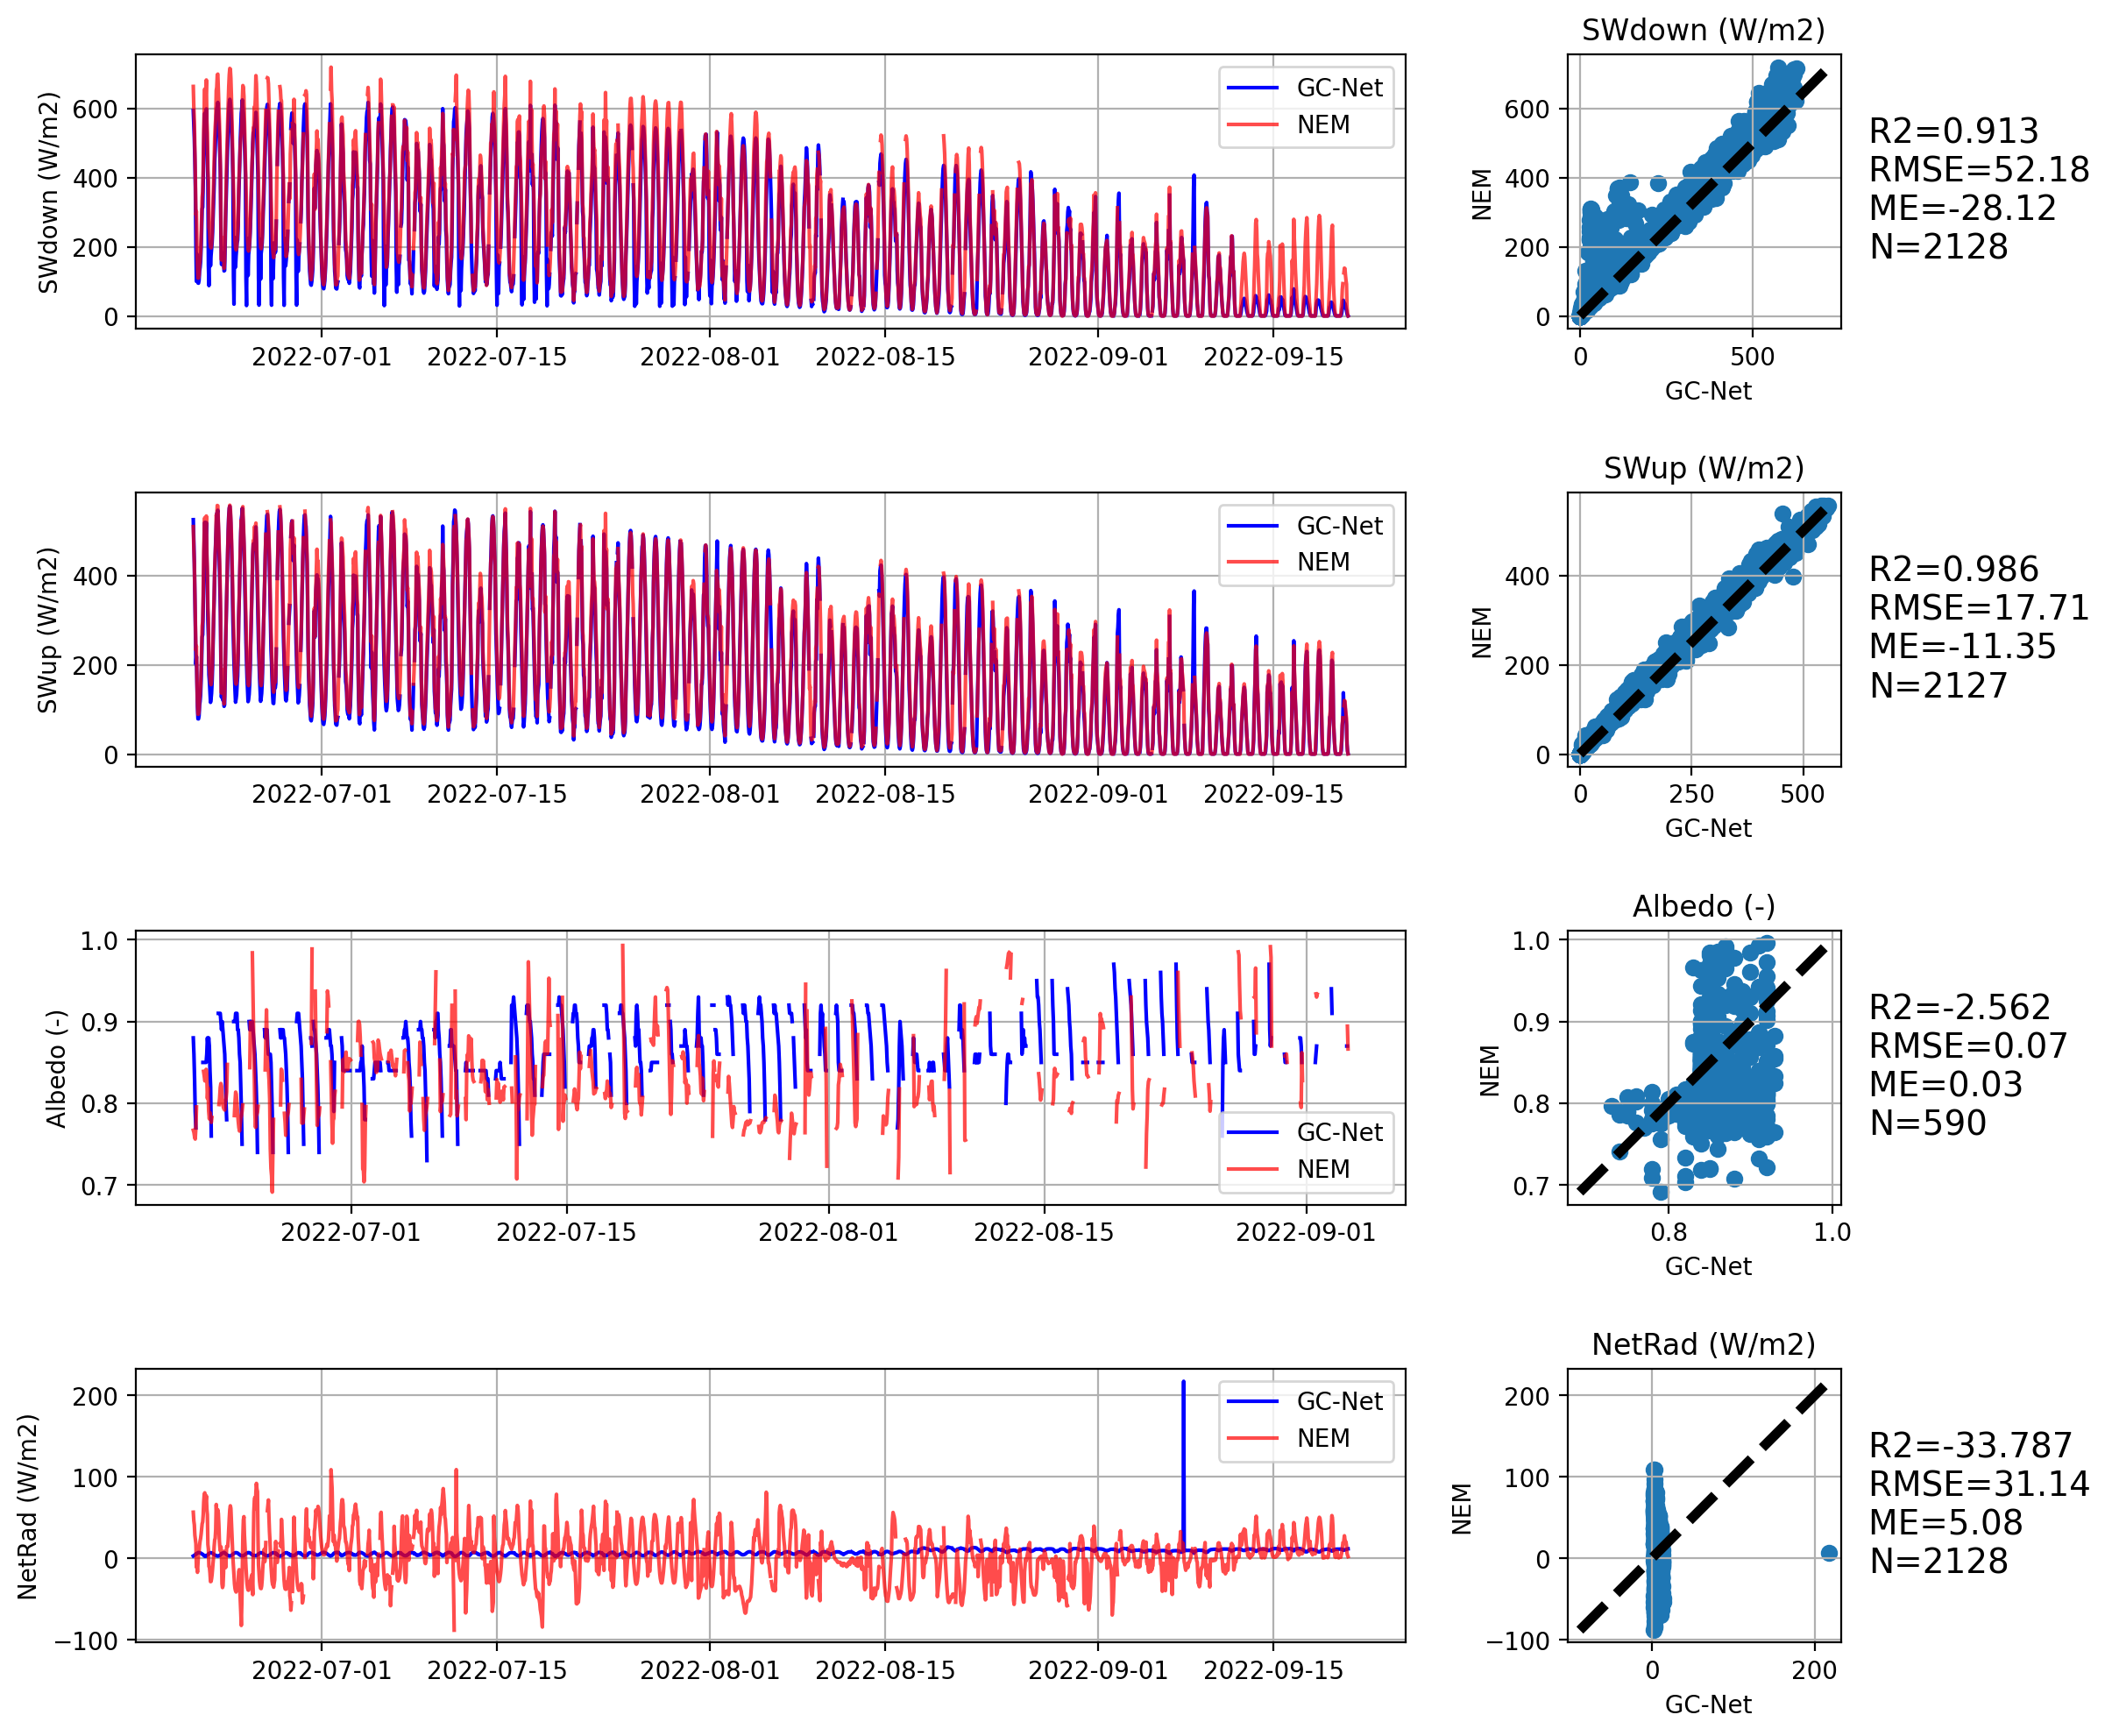 SWdown (W/m2)
SWdown (W/m2)
600
400
200
0
GC-Net
NEM
2022-07-01
2022-07-15
2022-08-01
2022-08-15
2022-09-01
2022-09-15
NEM
600
400
200
0
0
500
GC-Net
R2=0.913
RMSE=52.18
ME=-28.12
N=2128
SWup (W/m2)
SWup (W/m2)
400
200
0
GC-Net
NEM
2022-07-01
2022-07-15
2022-08-01
2022-08-15
2022-09-01
2022-09-15
NEM
400
200
0
0
250
500
GC-Net
R2=0.986
RMSE=17.71
ME=-11.35
N=2127
Albedo (-)
Albedo (-)
1.0
0.9
0.8
0.7
GC-Net
NEM
2022-07-01
2022-07-15
2022-08-01
2022-08-15
2022-09-01
NEM
1.0
0.9
0.8
0.7
0.8
1.0
GC-Net
R2=-2.562
RMSE=0.07
ME=0.03
N=590
NetRad (W/m2)
NetRad (W/m2)
200
100
0
−100
GC-Net
NEM
2022-07-01
2022-07-15
2022-08-01
2022-08-15
2022-09-01
2022-09-15
NEM
200
100
0
−100
0
200
GC-Net
R2=-33.787
RMSE=31.14
ME=5.08
N=2128